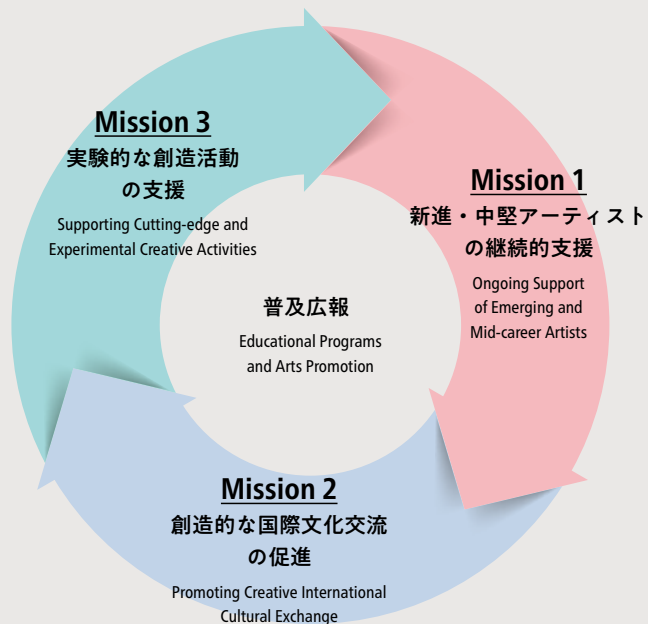 Mission 3
実験的な創造活動
の支援
Supporting Cutting-edge and
Experimental Creative Activities
Mission 1
新進・中堅アーティスト
の継続的支援
Ongoing Support
of Emerging and
Mid-career Artists
普及広報
Educational Programs
and Arts Promotion
Mission 2
創造的な国際文化交流
の促進
Promoting Creative International
Cultural Exchange